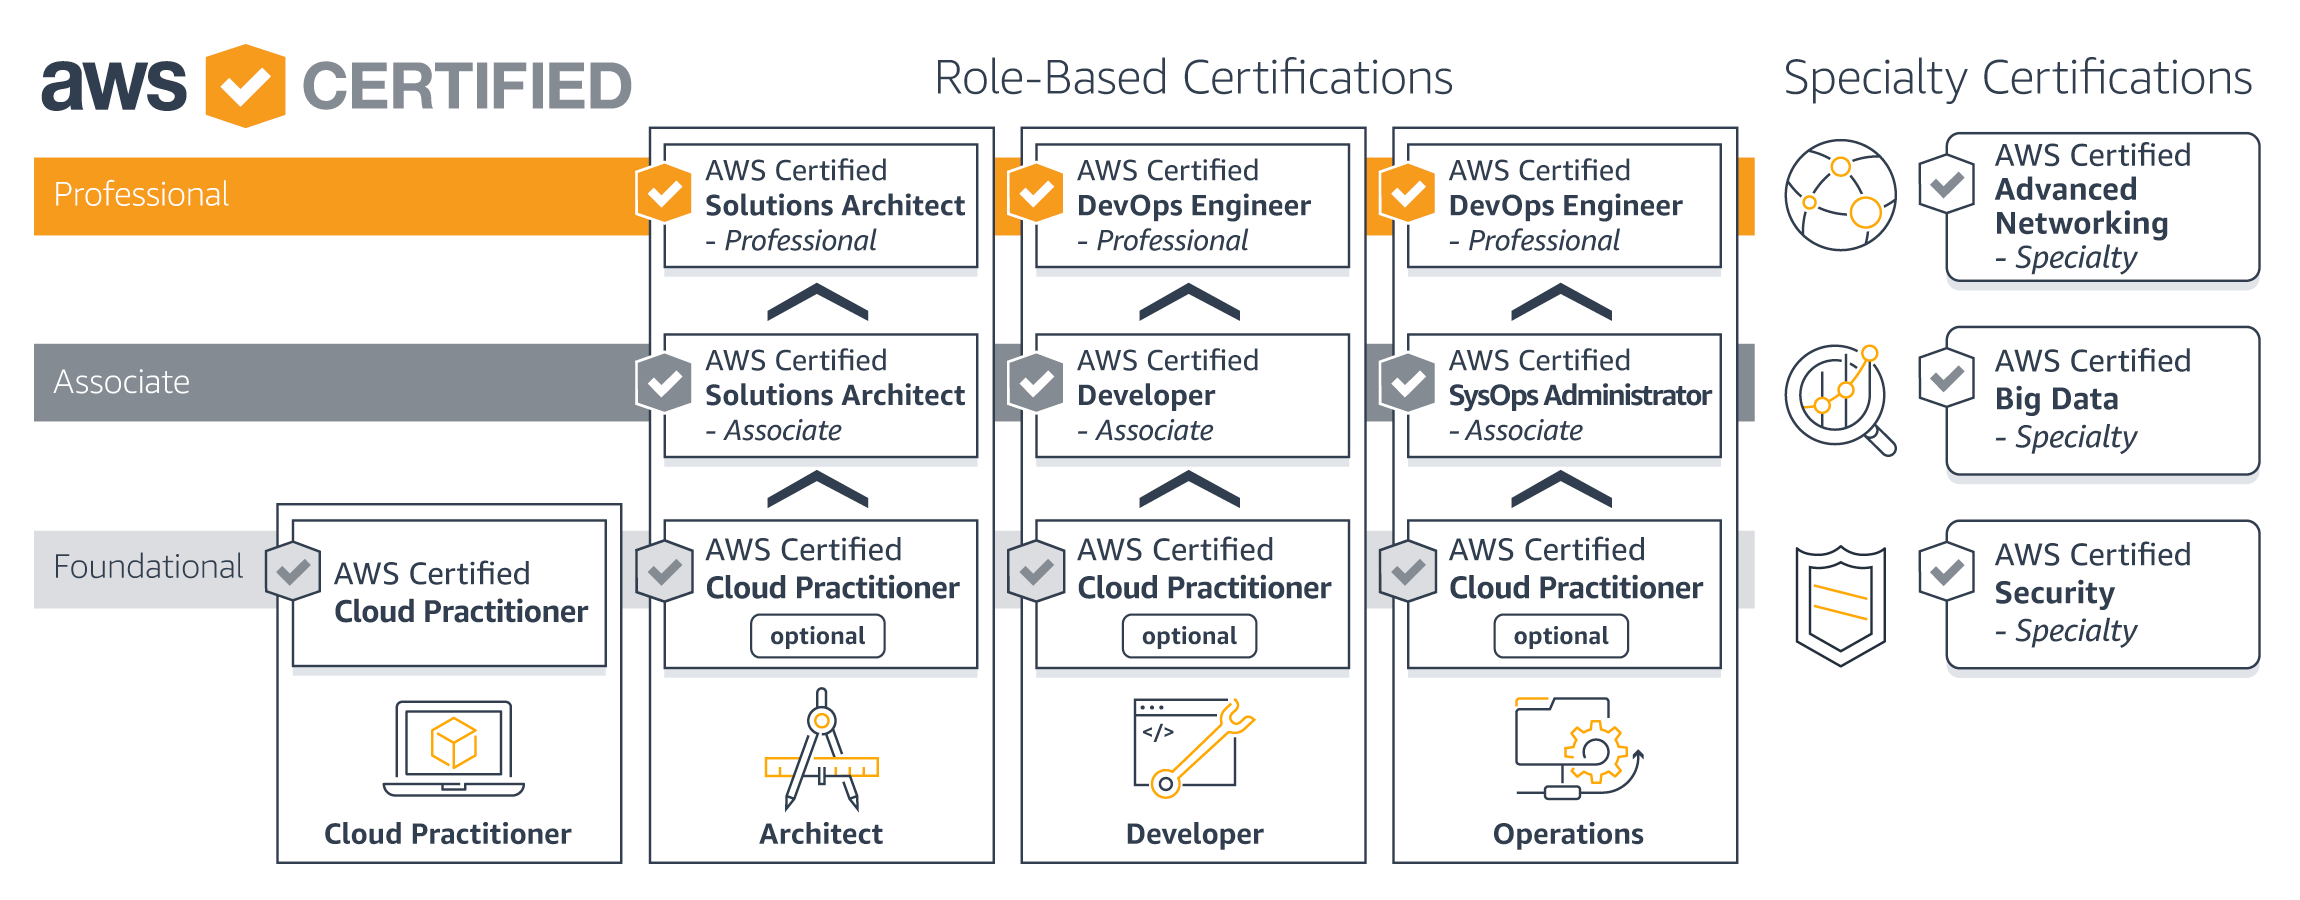 aws CERTIFIED
Role-Based Certifications
Specialty Certifications
Professional
AWS Certified
Solutions Architect
- Professional
AWS Certified
DevOps Engineer
- Professional
AWS Certified
DevOps Engineer
- Professional
AWS Certified
Advanced
Networking
- Specialty
Associate
AWS Certified
Solutions Architect
- Associate
AWS Certified
Developer
- Associate
AWS Certified
SysOps Administrator
- Associate
AWS Certified
Big Data
- Specialty
Foundational
AWS Certified
Cloud Practitioner
AWS Certified
Cloud Practitioner
optional
AWS Certified
Cloud Practitioner
optional
AWS Certified
Cloud Practitioner
optional
AWS Certified
Security
- Specialty
</>
Cloud Practitioner
Architect
Developer
Operations